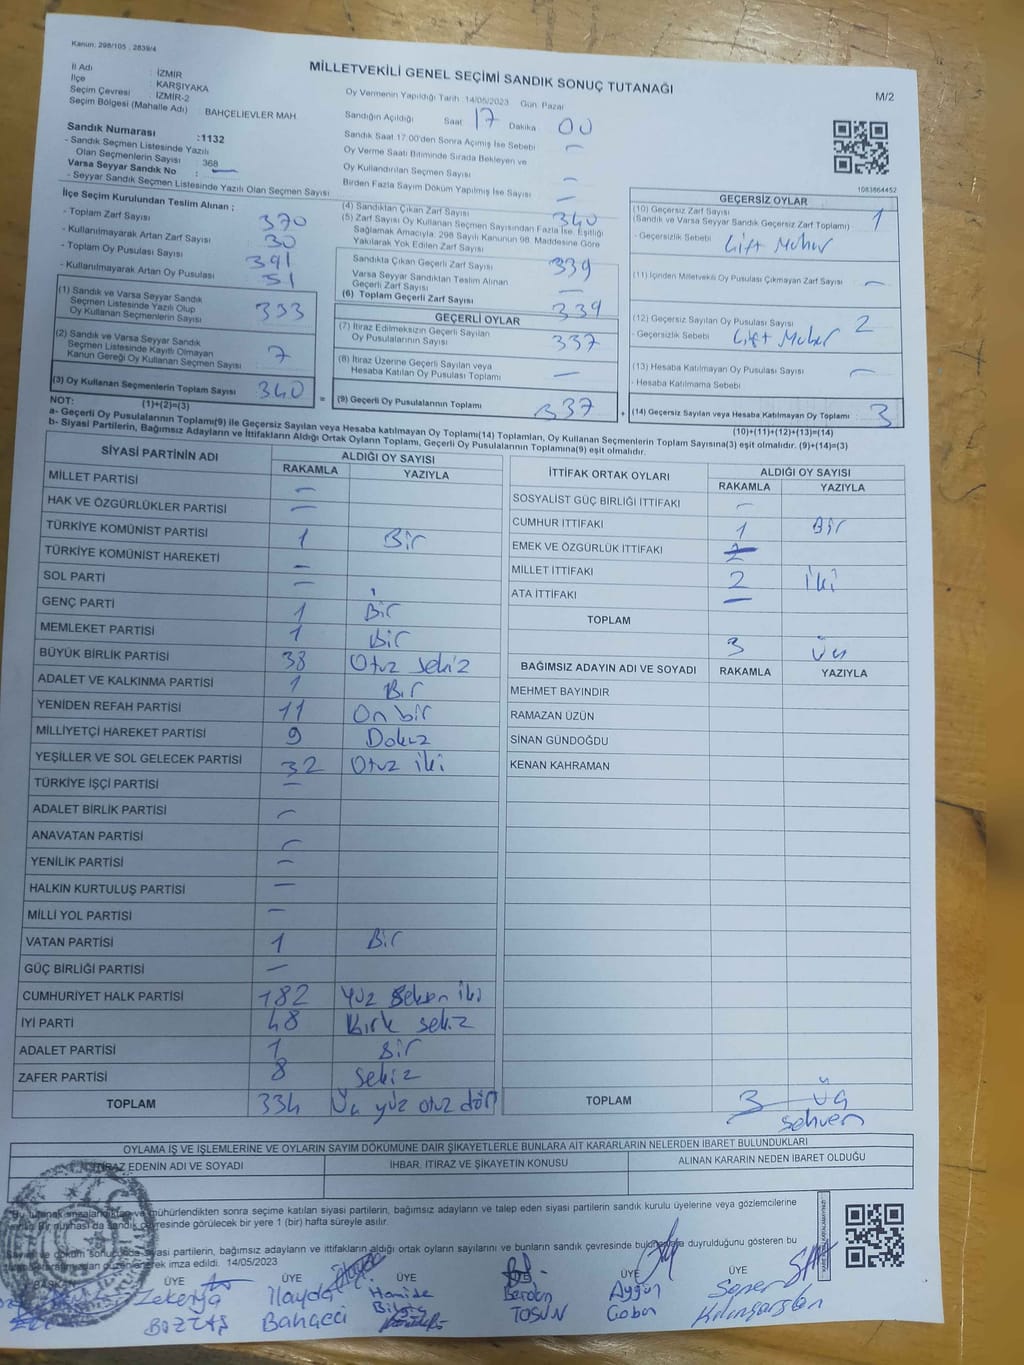 Kanun: 298/105 , 2839/4
MİLLETVEKİLİ GENEL SEÇİMİ SANDIK SONUÇ TUTANAĞI
M/2
İl Adı : İZMİR
İlçe : KARŞIYAKA
Seçim Çevresi : İZMİR-2
Seçim Bölgesi (Mahalle Adı) BAHÇELİEVLER MAH
Sandık Numarası :1132
- Sandık Seçmen Listesinde Yazılı
Olan Seçmenlerin Sayısı : 368
Varsa Seyyar Sandık No : —
- Seyyar Sandık Seçmen Listesinde Yazılı Olan Seçmen Sayısı
Oy Vermenin Yapıldığı Tarih 14/05/2023 Gün: Pazar
Sandığın Açıldığı Saat 17 Dakika 00
Sandık Saat 17.00'den Sonra Açılmış İse Sebebi —
Oy Verme Saati Bitiminde Sırada Bekleyen ve
Oy Kullandırılan Seçmen Sayısı —
Birden Fazla Sayım Döküm Yapılmış İse Sayısı —
1083864452
İlçe Seçim Kurulundan Teslim Alınan ;
- Toplam Zarf Sayısı 370
- Kullanılmayarak Artan Zarf Sayısı 30
- Toplam Oy Pusulası Sayısı 391
- Kullanılmayarak Artan Oy Pusulası 51
(1) Sandık ve Varsa Seyyar Sandık
Seçmen Listesinde Yazılı Olup
Oy Kullanan Seçmenlerin Sayısı 333
(2) Sandık ve Varsa Seyyar Sandık
Seçmen Listesinde Kayıtlı Olmayan
Kanun Gereği Oy Kullanan Seçmen Sayısı 7
(3) Oy Kullanan Seçmenlerin Toplam Sayısı 340
(4) Sandıktan Çıkan Zarf Sayısı 340
(5) Zarf Sayısı Oy Kullanan Seçmen Sayısından Fazla İse, Eşitliği
Sağlamak Amacıyla, 298 Sayılı Kanunun 98. Maddesine Göre
Yakılarak Yok Edilen Zarf Sayısı
Sandıkta Çıkan Geçerli Zarf Sayısı 339
Varsa Seyyar Sandıktan Teslim Alınan
Geçerli Zarf Sayısı —
(6) Toplam Geçerli Zarf Sayısı 339
GEÇERLİ OYLAR
(7) İtiraz Edilmeksizin Geçerli Sayılan
Oy Pusulalarının Sayısı 337
(8) İtiraz Üzerine Geçerli Sayılan veya
Hesaba Katılan Oy Pusulası Toplamı —
= (9) Geçerli Oy Pusulalarının Toplamı 337
GEÇERSİZ OYLAR
(10) Geçersiz Zarf Sayısı 1
(Sandık ve Varsa Seyyar Sandık Geçersiz Zarf Toplamı)
- Geçersizlik Sebebi Çift Mühür
(11) İçinden Milletvekili Oy Pusulası Çıkmayan Zarf Sayısı —
(12) Geçersiz Sayılan Oy Pusulası Sayısı 2
- Geçersizlik Sebebi Çift Mühür
(13) Hesaba Katılmayan Oy Pusulası Sayısı —
- Hesaba Katılmama Sebebi
+ (14) Geçersiz Sayılan veya Hesaba Katılmayan Oy Toplamı 3
NOT: (1)+(2)=(3)
(10)+(11)+(12)+(13)=(14)
a- Geçerli Oy Pusulalarının Toplamı(9) ile Geçersiz Sayılan veya Hesaba Katılmayan Oy Toplamı(14) Toplamları, Oy Kullanan Seçmenlerin Toplam Sayısına(3) eşit olmalıdır. (9)+(14)=(3)
b- Siyasi Partilerin, Bağımsız Adayların ve İttifakların Aldığı Ortak Oyların Toplamı, Geçerli Oy Pusulalarının Toplamına(9) eşit olmalıdır.
SİYASİ PARTİNİN ADI ALDIĞI OY SAYISI
RAKAMLA YAZIYLA
MİLLET PARTİSİ —
HAK VE ÖZGÜRLÜKLER PARTİSİ —
TÜRKİYE KOMÜNİST PARTİSİ 1 Bir
TÜRKİYE KOMÜNİST HAREKETİ —
SOL PARTİ —
GENÇ PARTİ 1 Bir
MEMLEKET PARTİSİ 1 Bir
BÜYÜK BİRLİK PARTİSİ 38 Otuz sekiz
ADALET VE KALKINMA PARTİSİ 1 Bir
YENİDEN REFAH PARTİSİ 11 On bir
MİLLİYETÇİ HAREKET PARTİSİ 9 Dokuz
YEŞİLLER VE SOL GELECEK PARTİSİ 32 Otuz iki
TÜRKİYE İŞÇİ PARTİSİ —
ADALET BİRLİK PARTİSİ —
ANAVATAN PARTİSİ —
YENİLİK PARTİSİ —
HALKIN KURTULUŞ PARTİSİ —
MİLLİ YOL PARTİSİ —
VATAN PARTİSİ 1 Bir
GÜÇ BİRLİĞİ PARTİSİ —
CUMHURİYET HALK PARTİSİ 182 Yüz Seksen iki
İYİ PARTİ 48 Kırk sekiz
ADALET PARTİSİ 1 Bir
ZAFER PARTİSİ 8 Sekiz
TOPLAM 334 Üç yüz otuz dört
İTTİFAK ORTAK OYLARI ALDIĞI OY SAYISI
RAKAMLA YAZIYLA
SOSYALİST GÜÇ BİRLİĞİ İTTİFAKI —
CUMHUR İTTİFAKI 1 Bir
EMEK VE ÖZGÜRLÜK İTTİFAKI
MİLLET İTTİFAKI 2 iki
ATA İTTİFAKI —
TOPLAM 3 Üç
BAĞIMSIZ ADAYIN ADI VE SOYADI RAKAMLA YAZIYLA
MEHMET BAYINDIR
RAMAZAN ÜZÜN
SİNAN GÜNDOĞDU
KENAN KAHRAMAN
TOPLAM 3 Üç
Sehven
OYLAMA İŞ VE İŞLEMLERİNE VE OYLARIN SAYIM DÖKÜMÜNE DAİR ŞİKAYETLERLE BUNLARA AİT KARARLARIN NELERDEN İBARET BULUNDUKLARI
İTİRAZ EDENİN ADI VE SOYADI İHBAR, İTİRAZ VE ŞİKAYETİN KONUSU ALINAN KARARIN NEDEN İBARET OLDUĞU
Bu tutanak imzalandıktan ve mühürlendikten sonra seçime katılan siyasi partilerin, bağımsız adayların ve talep eden siyasi partilerin sandık kurulu üyelerine veya gözlemcilerine
bir nüshası da sandık çevresinde görülecek bir yere 1 (bir) hafta süreyle asılır.
siyasi partilerin, bağımsız adayların ve ittifakların aldığı ortak oyların sayılarını ve bunların sandık çevresinde duyrulduğunu gösteren bu
tarafımızdan düzenlenerek imza edildi. 14/05/2023
BAŞKAN ÜYE ÜYE ÜYE ÜYE ÜYE
Zekeriya İlayda Hamide Berdan Aygün Soner
BOZTAŞ Bahçeci Bilgiç TOSUN Çoban Kılınçarslan